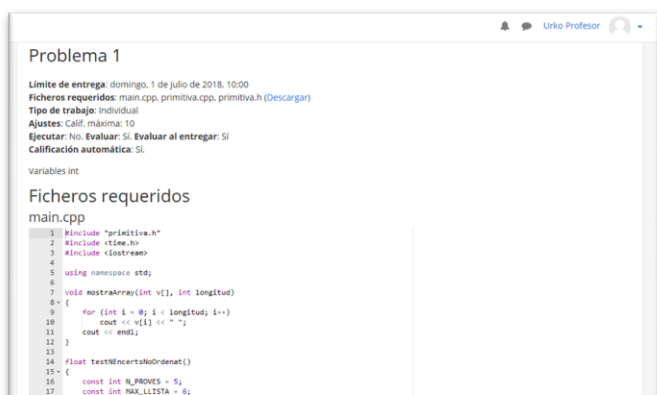 Urko Profesor
Problema 1
Límite de entrega: domingo, 1 de julio de 2018, 10:00
Ficheros requeridos: main.cpp, primitiva.cpp, primitiva.h (Descargar)
Tipo de trabajo: Individual
Ajustes: Calif. máxima: 10
Ejecutar: No. Evaluar: Sí. Evaluar al entregar: Sí
Calificación automática: Sí.
Variables int
Ficheros requeridos
main.cpp
1 #include "primitiva.h"
2 #include <time.h>
3 #include <iostream>
4
5 using namespace std;
6
7 void mostraArray(int v[], int longitud)
8 {
9 for (int i = 0; i < longitud; i++)
10 cout << v[i] << " ";
11 cout << endl;
12 }
13
14 float testNEncertsNoOrdenat()
15 {
16 const int N_PROVES = 5;
17 const int MAX_LLISTA = 6;